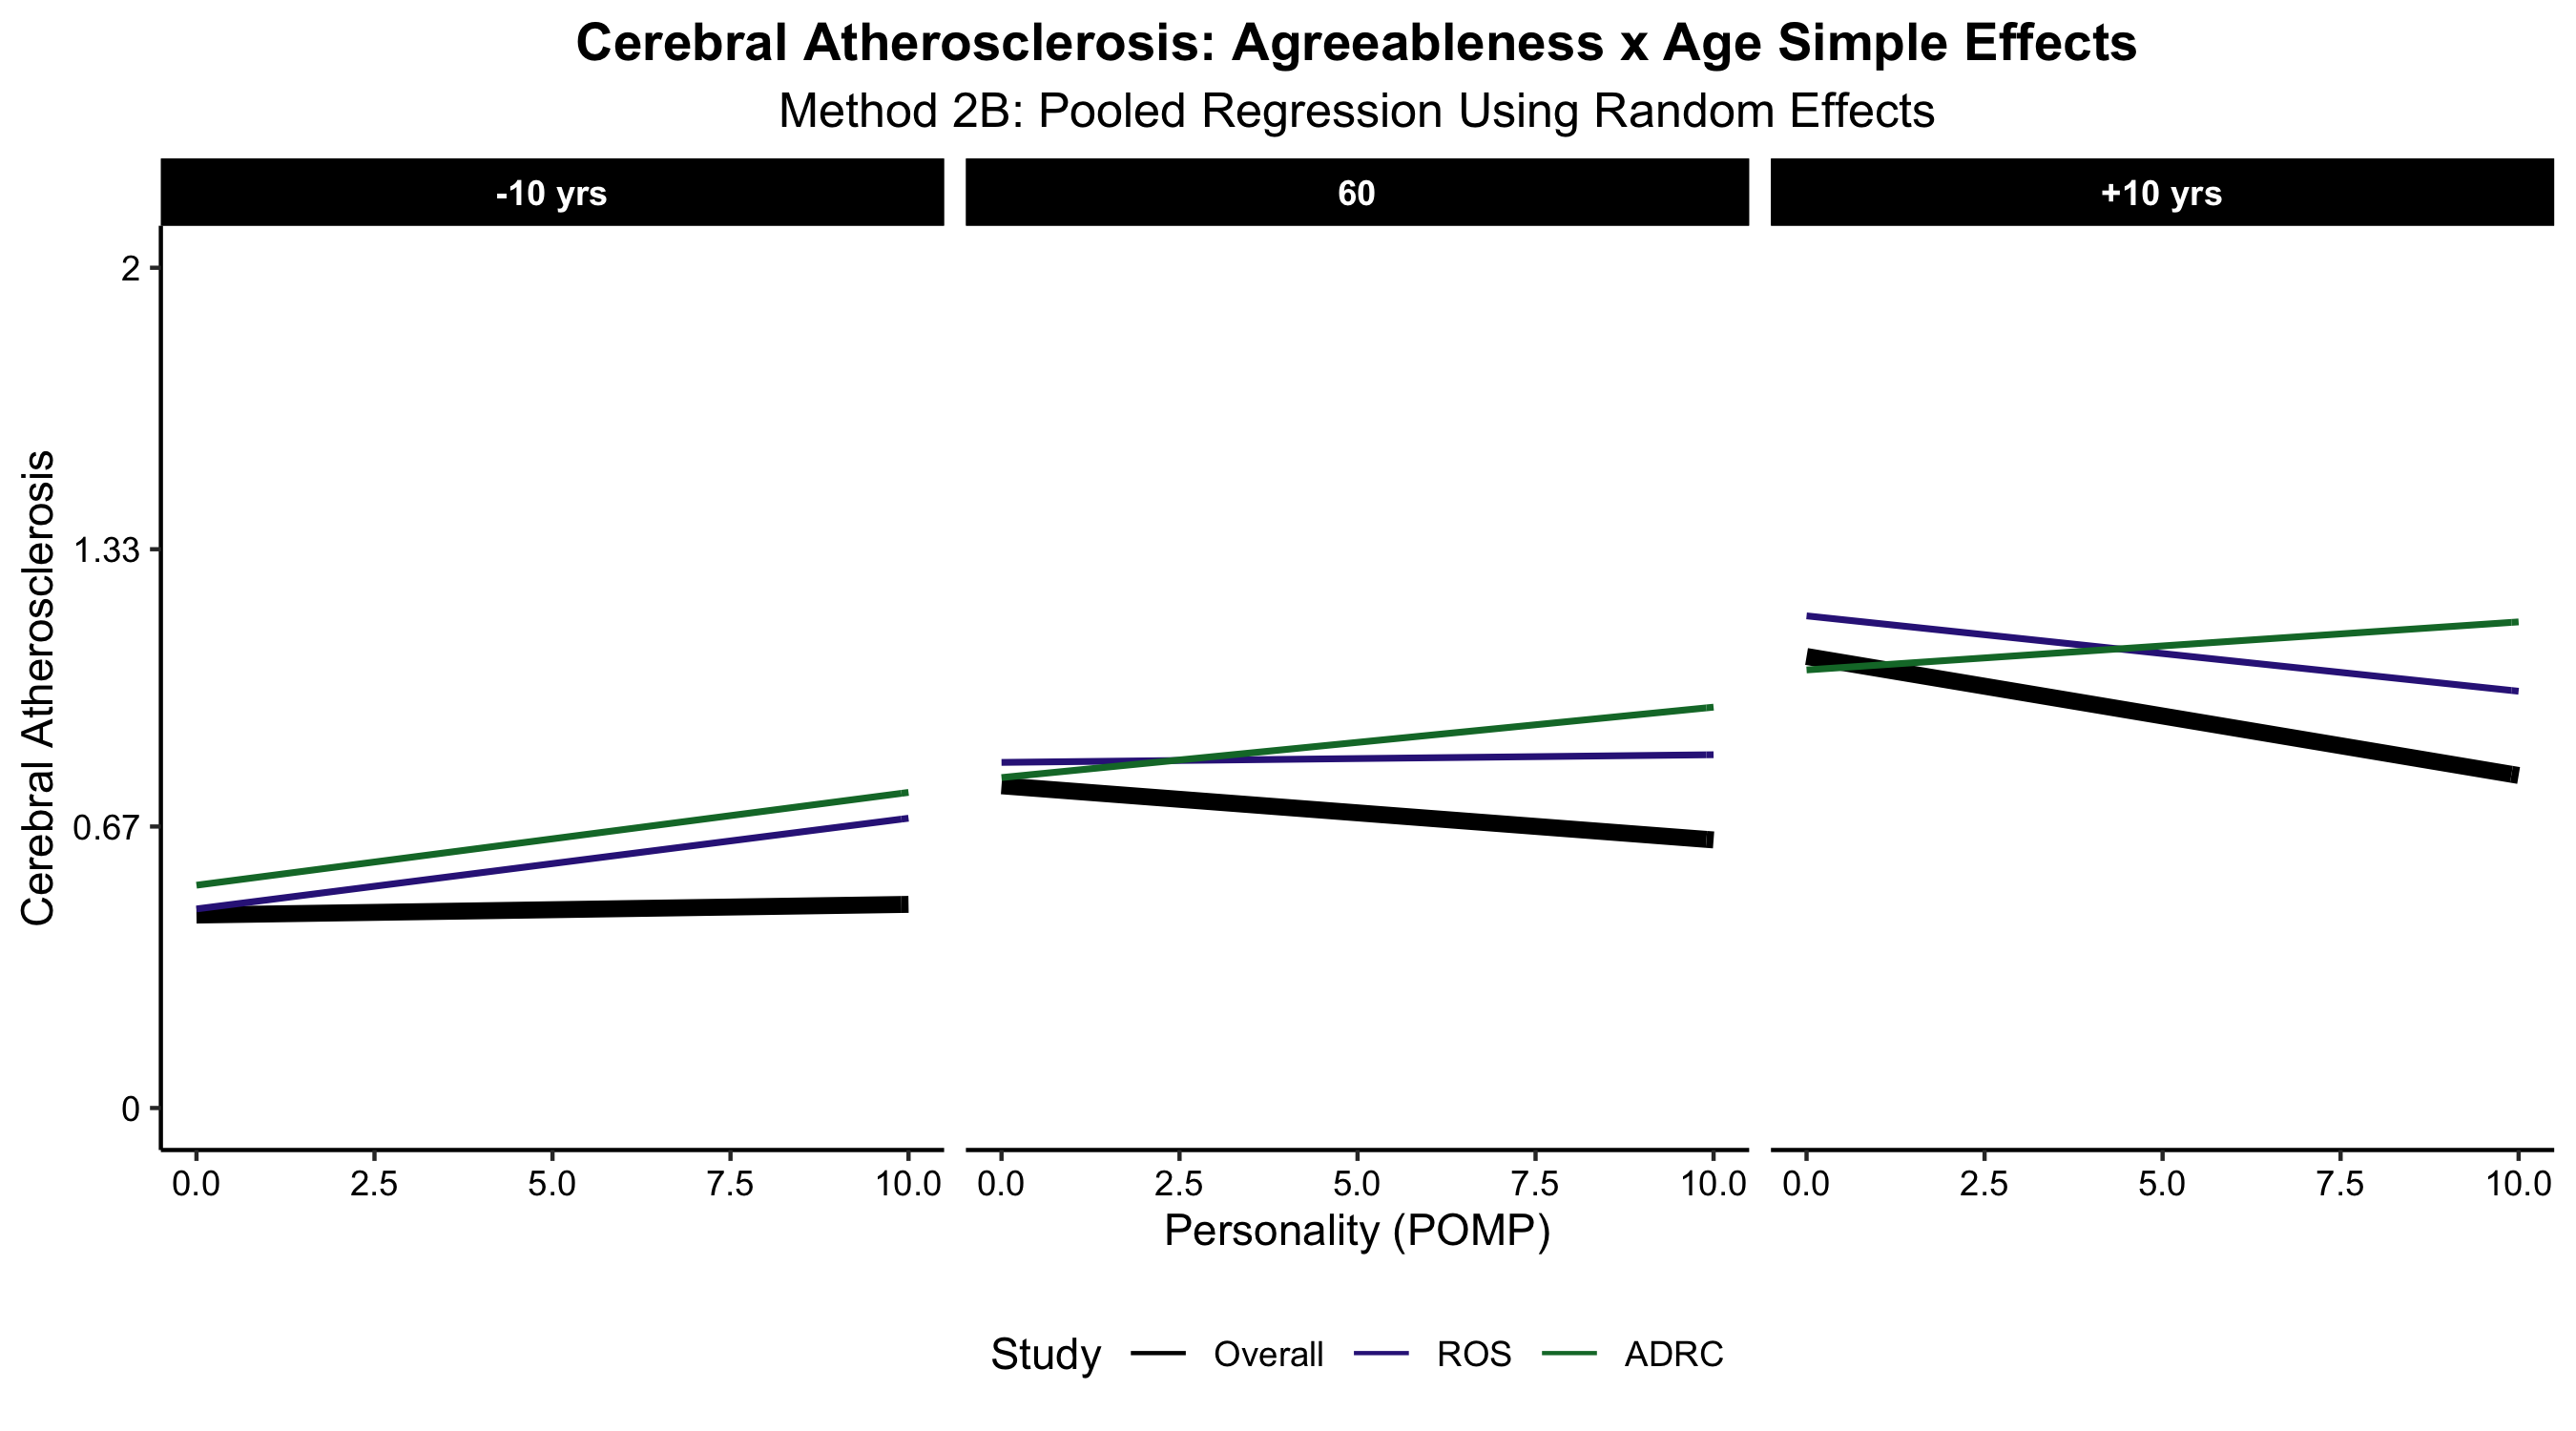 Cerebral Atherosclerosis: Agreeableness x Age Simple Effects
Method 2B: Pooled Regression Using Random Effects
-10 yrs 60 +10 yrs
Cerebral Atherosclerosis
2
1.33
0.67
0
0.0 2.5 5.0 7.5 10.0 0.0 2.5 5.0 7.5 10.0 0.0 2.5 5.0 7.5 10.0
Personality (POMP)
Study Overall ROS ADRC